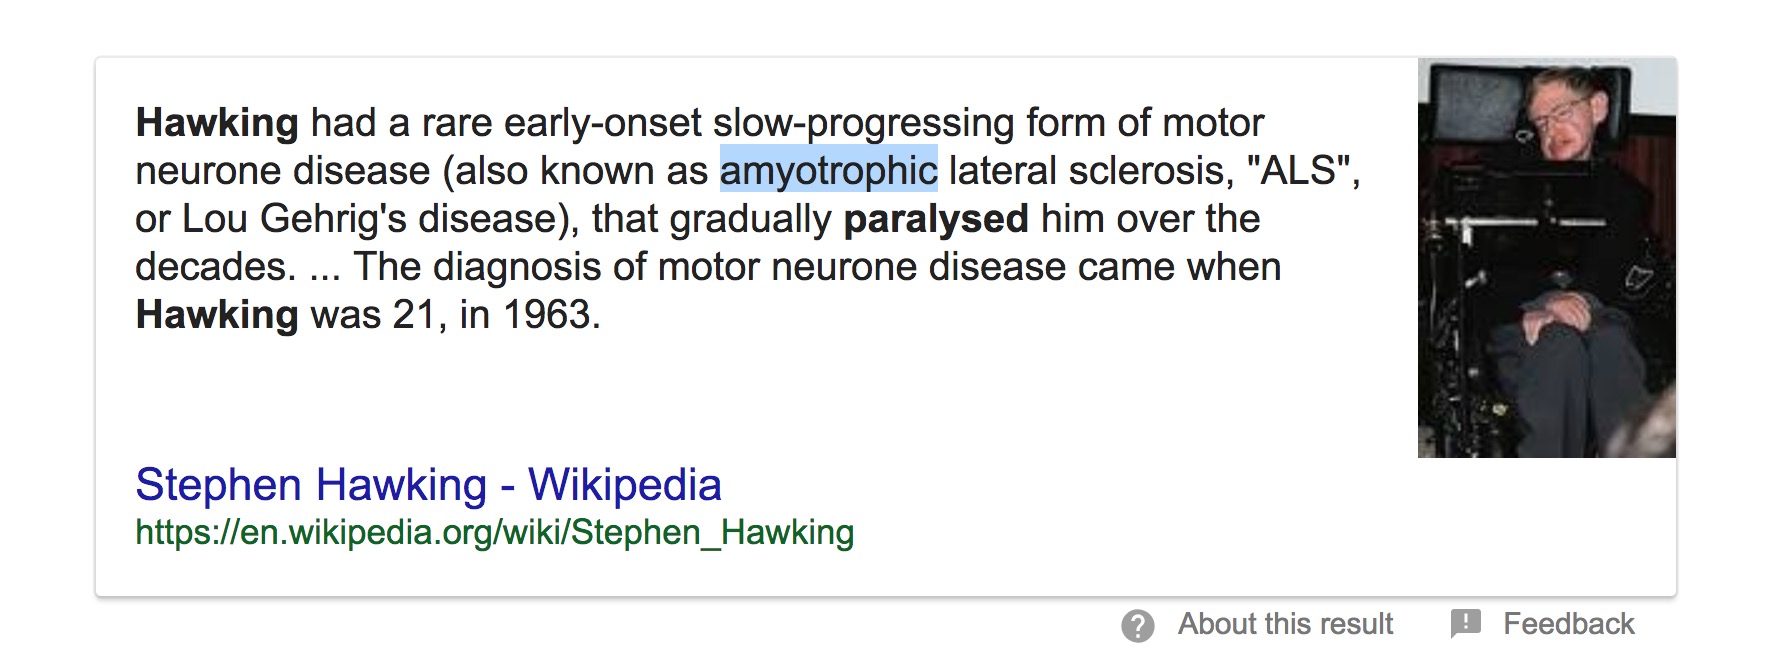 Hawking had a rare early-onset slow-progressing form of motor
neurone disease (also known as amyotrophic lateral sclerosis, "ALS",
or Lou Gehrig's disease), that gradually paralysed him over the
decades. ... The diagnosis of motor neurone disease came when
Hawking was 21, in 1963.
Stephen Hawking - Wikipedia
https://en.wikipedia.org/wiki/Stephen_Hawking
About this result Feedback